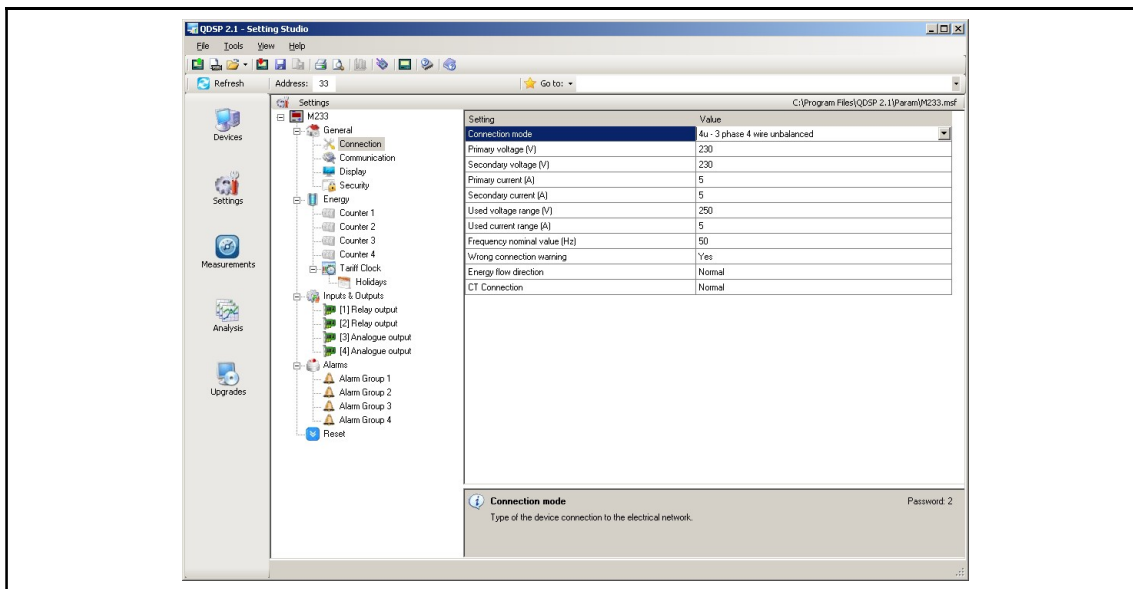 QDSP 2.1 - Setting Studio
File Tools View Help
Refresh Address: 33 Go to:
Settings C:\Program Files\QDSP 2.1\Param\M233.msf
Devices
Settings
Measurements
Analysis
Upgrades
M233
General
Connection
Communication
Display
Security
Energy
Counter 1
Counter 2
Counter 3
Counter 4
Tariff Clock
Holidays
Inputs & Outputs
[1] Relay output
[2] Relay output
[3] Analogue output
[4] Analogue output
Alarms
Alarm Group 1
Alarm Group 2
Alarm Group 3
Alarm Group 4
Reset
Setting Value
Connection mode 4u - 3 phase 4 wire unbalanced
Primary voltage (V) 230
Secondary voltage (V) 230
Primary current (A) 5
Secondary current (A) 5
Used voltage range (V) 250
Used current range (A) 5
Frequency nominal value (Hz) 50
Wrong connection warning Yes
Energy flow direction Normal
CT Connection Normal
Connection mode Password: 2
Type of the device connection to the electrical network.